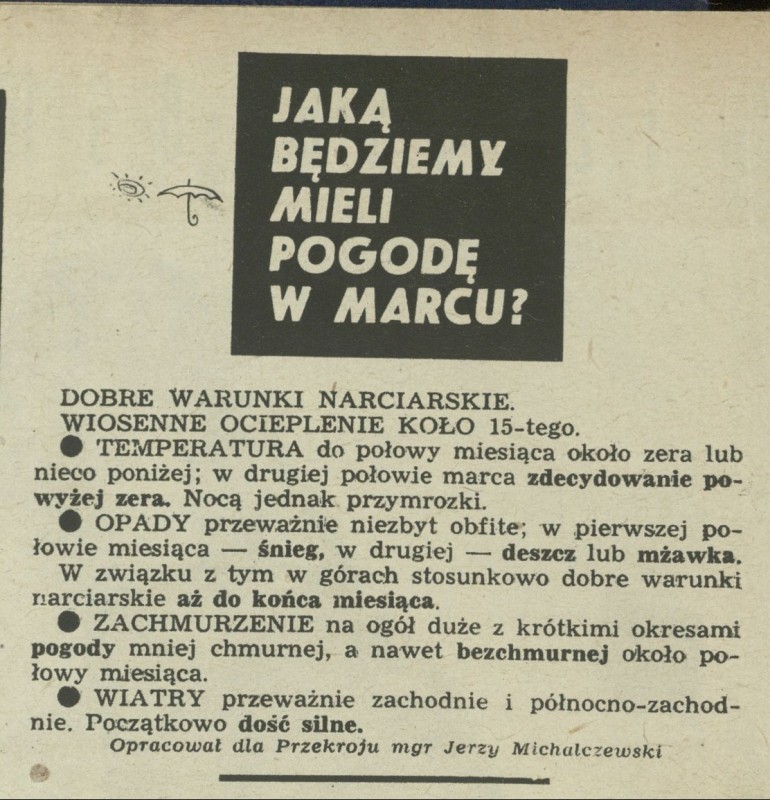 JAKĄ
BĘDZIEMY
MIELI
POGODĘ
W MARCU?
DOBRE WARUNKI NARCIARSKIE.
WIOSENNE OCIEPLENIE KOŁO 15-tego.
● TEMPERATURA do połowy miesiąca około zera lub
nieco poniżej; w drugiej połowie marca zdecydowanie po-
wyżej zera. Nocą jednak przymrozki.
● OPADY przeważnie niezbyt obfite; w pierwszej po-
łowie miesiąca — śnieg, w drugiej — deszcz lub mżawka.
W związku z tym w górach stosunkowo dobre warunki
narciarskie aż do końca miesiąca.
● ZACHMURZENIE na ogół duże z krótkimi okresami
pogody mniej chmurnej, a nawet bezchmurnej około po-
łowy miesiąca.
● WIATRY przeważnie zachodnie i północno-zachod-
nie. Początkowo dość silne.
Opracował dla Przekroju mgr Jerzy Michalczewski